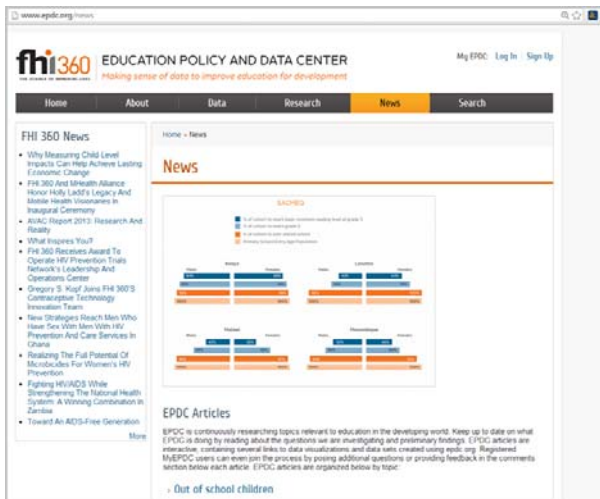 www.epdc.org/news
fhi360
THE SCIENCE OF IMPROVING LIVES
EDUCATION POLICY AND DATA CENTER
Making sense of data to improve education for development
My EPDC: Log In Sign Up
Home About Data Research News Search
FHI 360 News
Why Measuring Child Level
Impacts Can Help Achieve Lasting
Economic Change
FHI 360 And MHealth Alliance
Honor Holly Ladd's Legacy And
Mobile Health Visionaries In
Inaugural Ceremony
AVAC Report 2013: Research And
Reality
What Inspires You?
FHI 360 Receives Award To
Operate HIV Prevention Trials
Network's Leadership And
Operations Center
Gregory S. Kopf Joins FHI 360'S
Contraceptive Technology
Innovation Team
New Strategies Reach Men Who
Have Sex With Men With HIV
Prevention And Care Services In
Ghana
Realizing The Full Potential Of
Microbicides For Women's HIV
Prevention
Fighting HIV/AIDS While
Strengthening The National Health
System: A Winning Combination In
Zambia
Toward An AIDS-Free Generation
More
Home » News
News
SACMEQ
Kenya
Lesotho
Malawi
Mozambique
EPDC Articles
EPDC is continuously researching topics relevant to education in the developing world. Keep up to date on what
EPDC is doing by reading about the questions we are investigating and preliminary findings. EPDC articles are
interactive, containing several links to data visualizations and data sets created using epdc.org. Registered
MyEPDC users can even join the process by posing additional questions or providing feedback in the comments
section below each article. EPDC articles are organized below by topic:
Out of school children